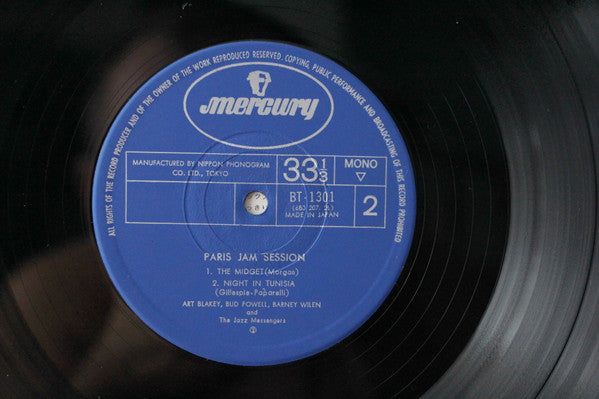 ALL RIGHTS OF THE RECORD PRODUCER AND OF THE OWNER OF THE WORK REPRODUCED RESERVED. COPYING, PUBLIC PERFORMANCE AND BROADCASTING OF THIS RECORD PROHIBITED
mercury
MANUFACTURED BY NIPPON PHONOGRAM
CO. LTD., TOKYO
33 1/3
MONO
▽
BT-1301
MADE IN JAPAN
2
PARIS JAM SESSION
1. THE MIDGET(Morgan)
2. NIGHT IN TUNISIA
(Gillespie-Paparelli)
ART BLAKEY, BUD POWELL, BARNEY WILEN
and
The Jazz Messengers